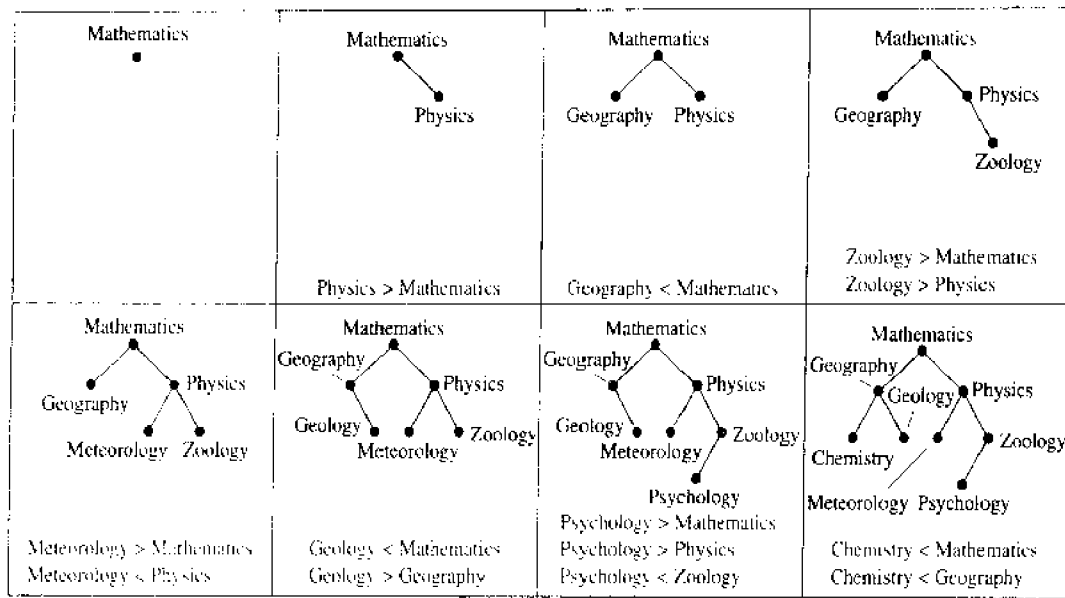 Mathematics
Mathematics
Physics
Physics > Mathematics
Mathematics
Geography Physics
Geography < Mathematics
Mathematics
Physics
Geography
Zoology
Zoology > Mathematics
Zoology > Physics
Mathematics
Physics
Geography
Meteorology Zoology
Meteorology > Mathematics
Meteorology < Physics
Mathematics
Geography
Physics
Geology
Zoology
Meteorology
Geology < Mathematics
Geology > Geography
Mathematics
Geography
Physics
Geology
Zoology
Meteorology
Psychology
Psychology > Mathematics
Psychology > Physics
Psychology < Zoology
Mathematics
Geography
Geology
Physics
Zoology
Chemistry
Meteorology Psychology
Chemistry < Mathematics
Chemistry < Geography